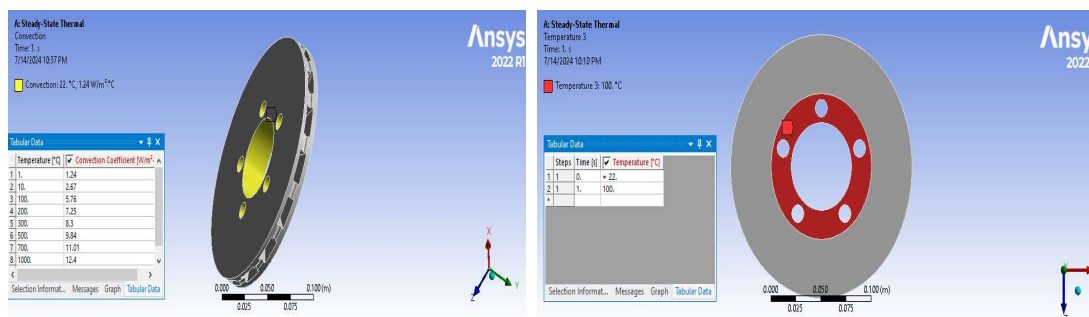 A: Steady-State Thermal
Convection
Time: 1. s
7/14/2024 10:37 PM
Convection: 22. °C, 1.24 W/m²·°C
Ansys
2022 R1
Tabular Data
Temperature [°C] Convection Coefficient [W/m²·
1 1. 1.24
2 10. 2.67
3 100. 5.76
4 200. 7.25
5 300. 8.3
6 500. 9.84
7 700. 11.01
8 1000. 12.4
Selection Informat... Messages Graph Tabular Data
0.000 0.050 0.100 (m)
0.025 0.075
X
Y
Z
A: Steady-State Thermal
Temperature 3
Time: 1. s
7/14/2024 10:10 PM
Temperature 3: 100. °C
Ansys
2022
Tabular Data
Steps Time [s] Temperature [°C]
1 1 0. = 22.
2 1 1. 100.
*
Selection Informat... Messages Graph Tabular Data
0.000 0.050 0.100 (m)
0.025 0.075